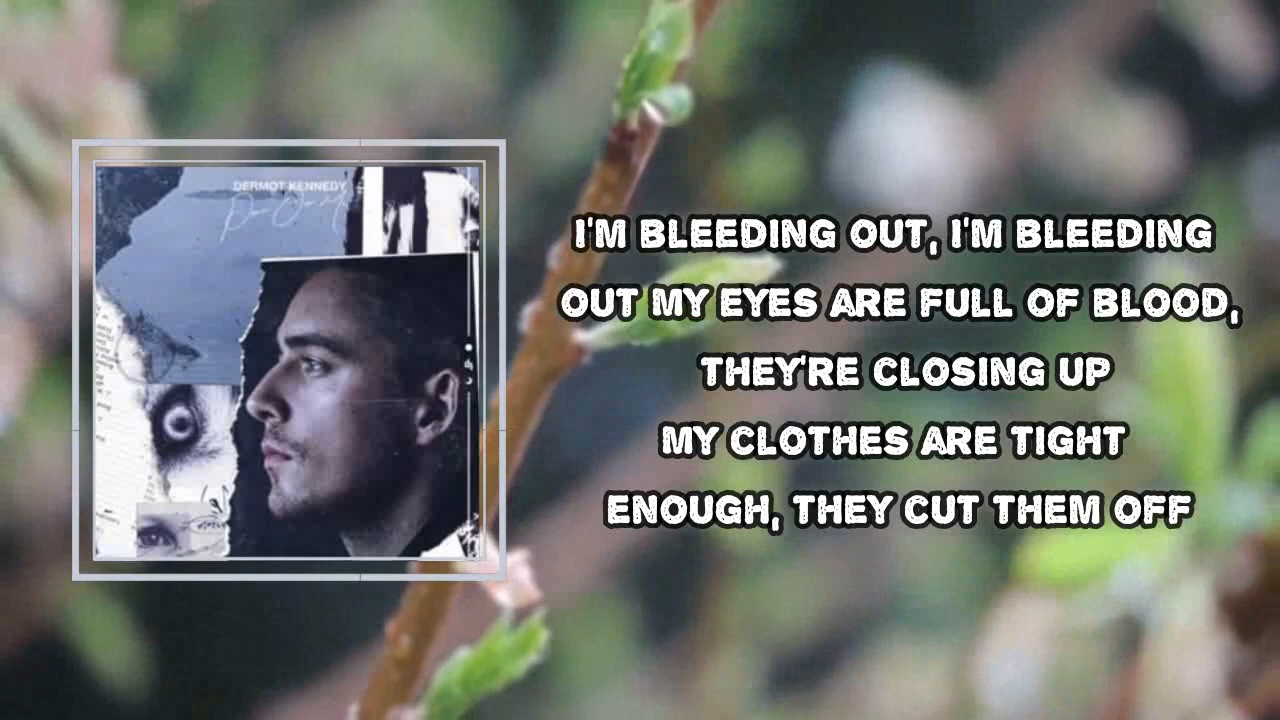 DERMOT KENNEDY
I'M BLEEDING OUT, I'M BLEEDING
OUT MY EYES ARE FULL OF BLOOD,
THEY'RE CLOSING UP
MY CLOTHES ARE TIGHT
ENOUGH, THEY CUT THEM OFF